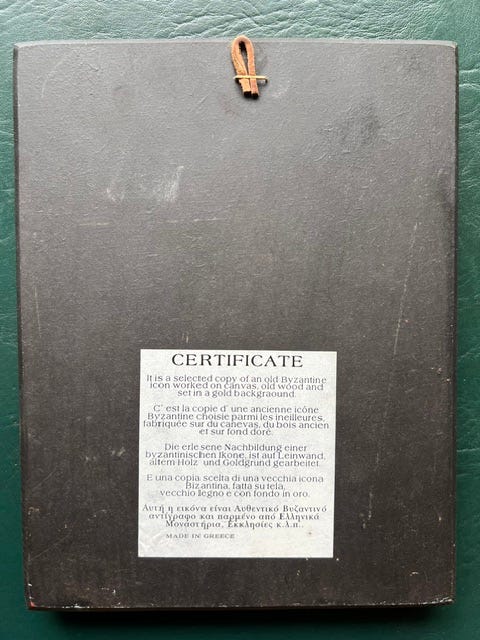 CERTIFICATE
It is a selected copy of an old Byzantine
icon worked on canvas, old wood and
set in a gold backgraound.
C' est la copie d' une ancienne icône
Byzantine choisie parmi les ineilleures,
fabriquée sur du canevas, du bois ancien
et sur fond doré.
Die erle sene Nachbildung einer
byzantinischen Ikone, ist auf Leinwand,
altem Holz und Goldgrund gearbeitet.
E una copia scelta di una vecchia icona
Bizantina, fatta su tela,
vecchio legno e con fondo in oro.
Αυτή η εικόνα είναι Αυθεντικό Βυζαντινό
αντίγραφο και παρμένο από Ελληνικά
Μοναστήρια, Εκκλησίες κ.λ.π..
MADE IN GREECE